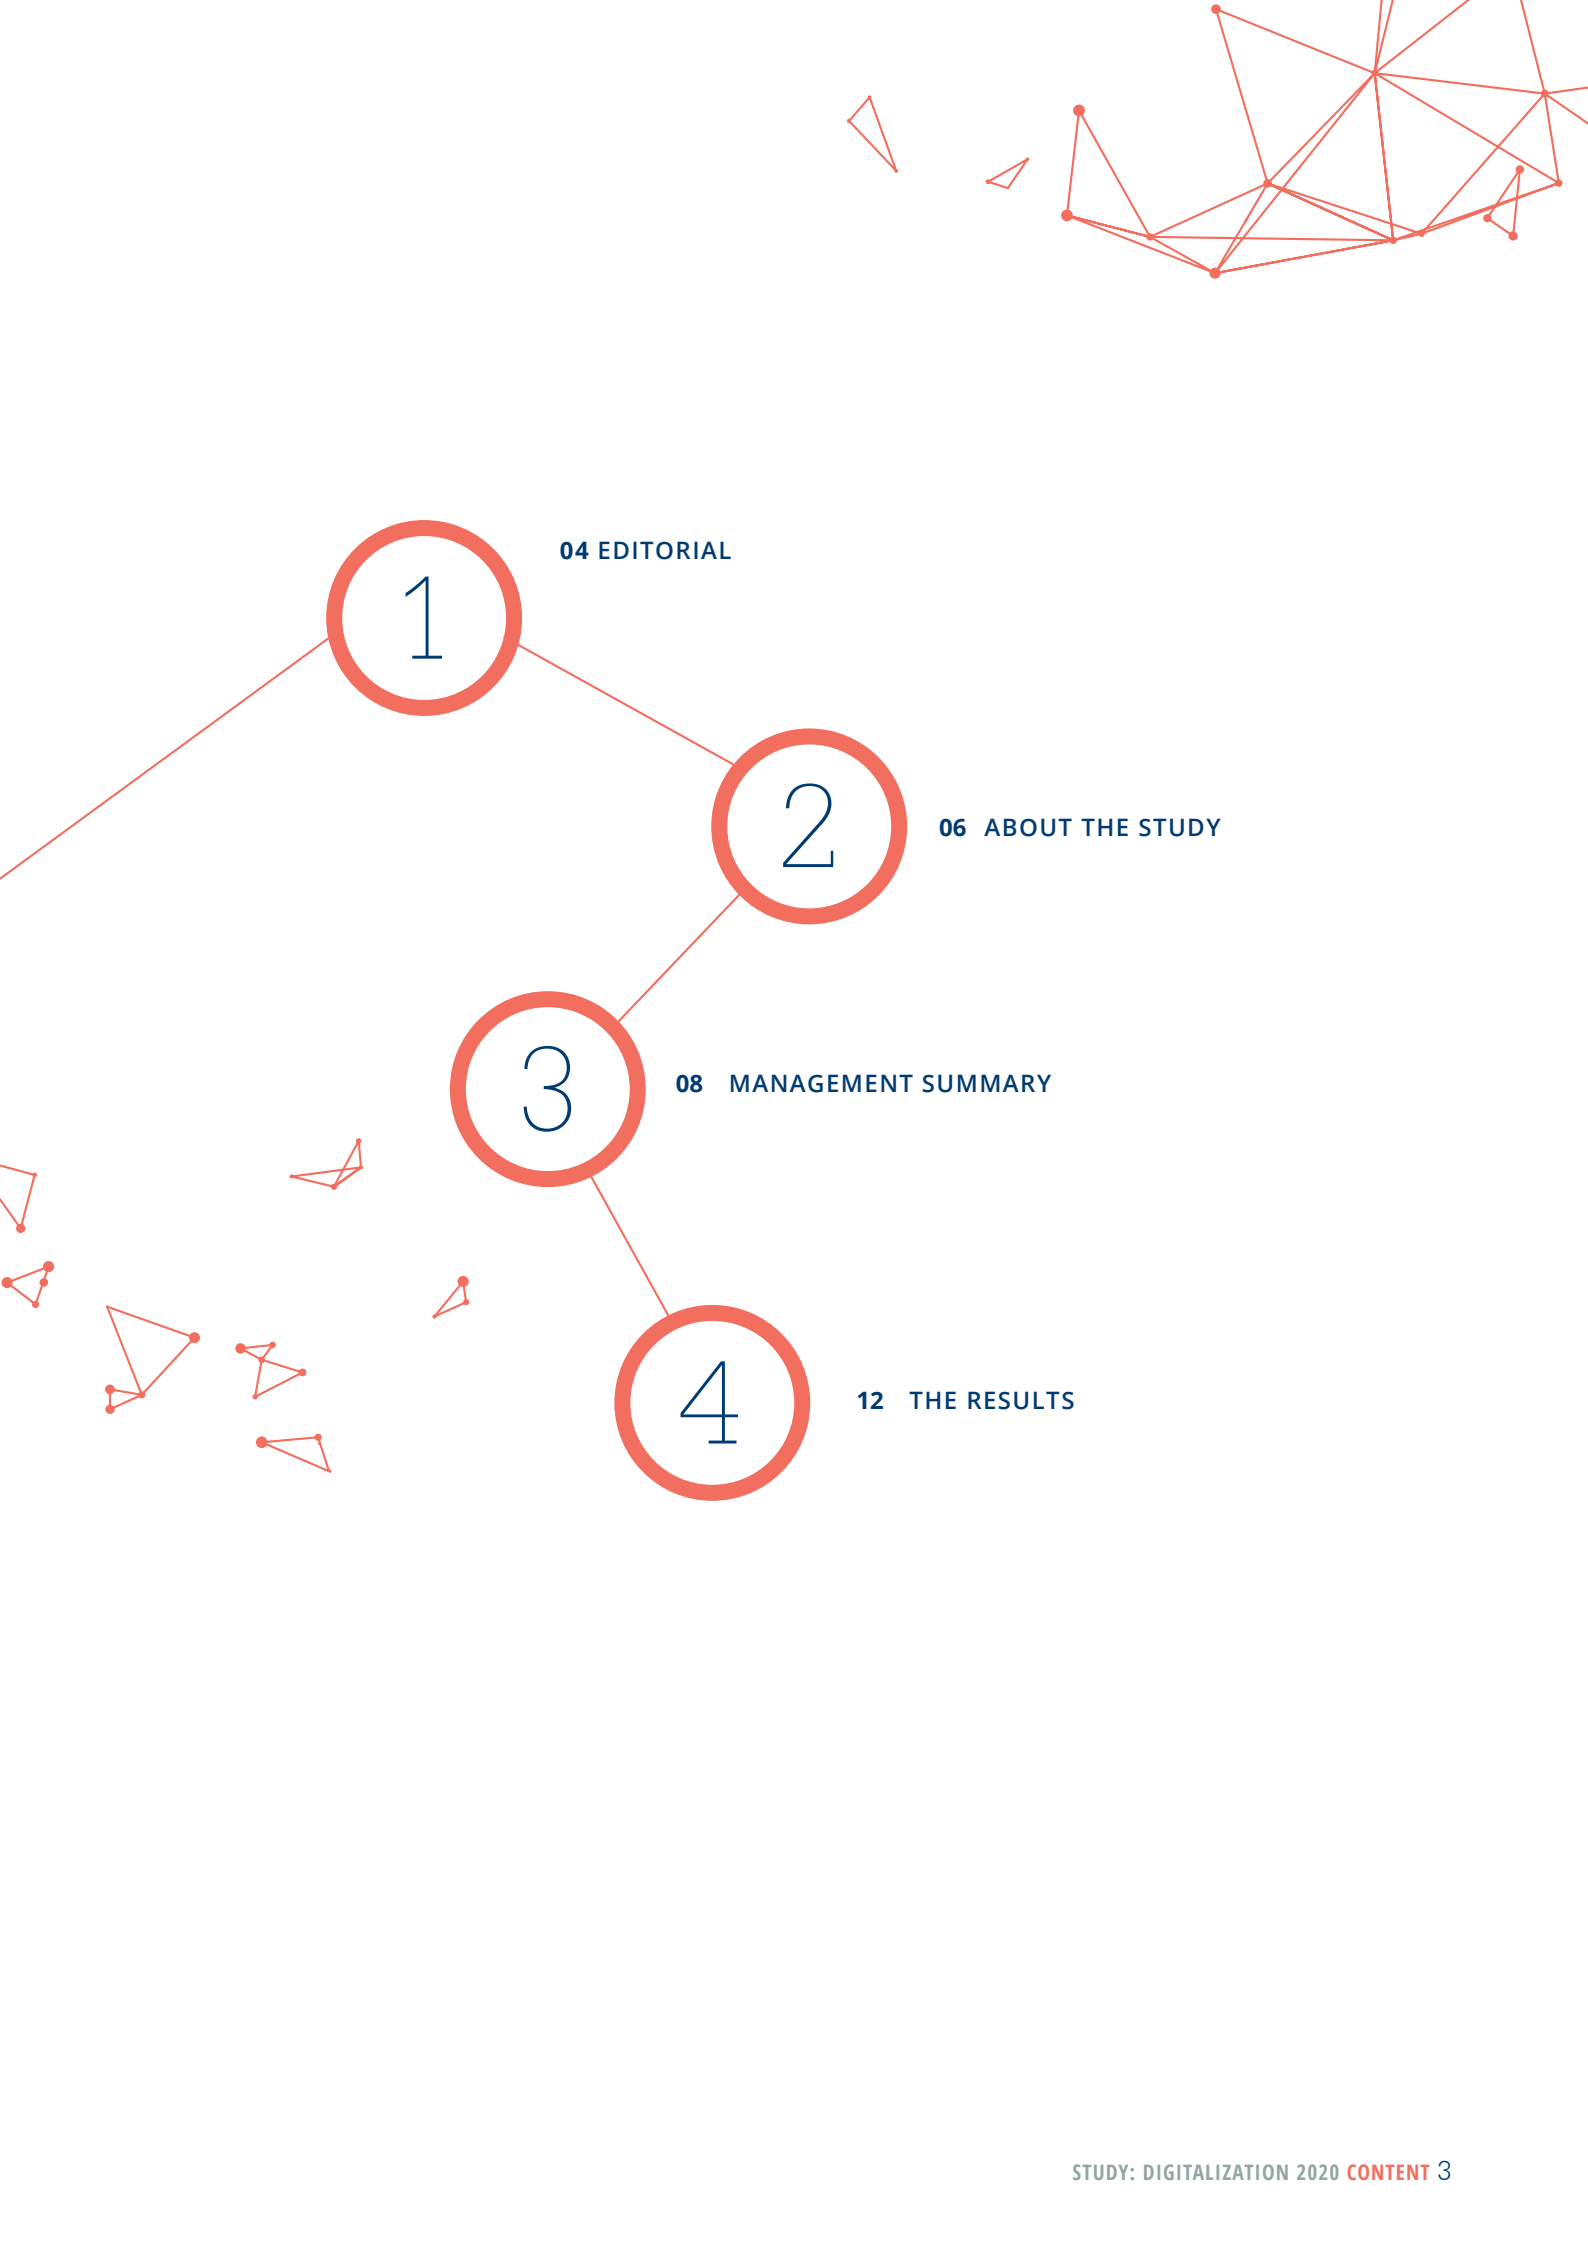 1
04 EDITORIAL
2
06 ABOUT THE STUDY
3
08 MANAGEMENT SUMMARY
4
12 THE RESULTS
STUDY: DIGITALIZATION 2020 CONTENT 3